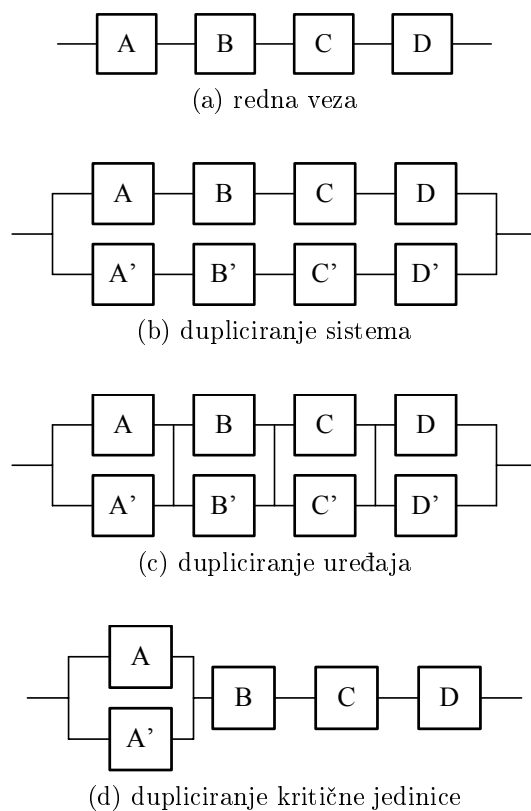 A B C D
(a) redna veza
A B C D
A' B' C' D'
(b) dupliciranje sistema
A B C D
A' B' C' D'
(c) dupliciranje uređaja
A
B C D
A'
(d) dupliciranje kritične jedinice